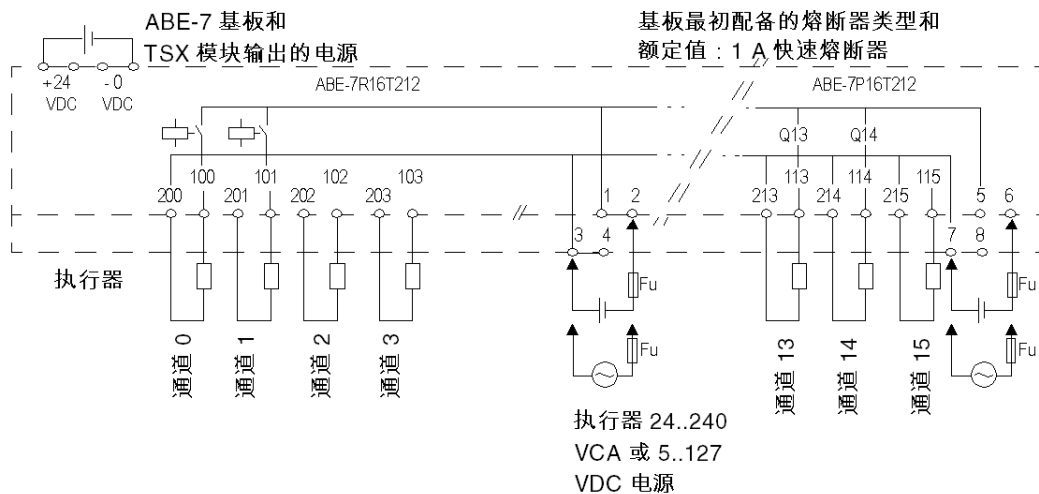 ABE-7 基板和
TSX 模块输出的电源
基板最初配备的熔断器类型和
额定值：1 A 快速熔断器
+24 -0
VDC VDC
ABE-7R16T212 ABE-7P16T212
Q13 Q14
200 100 201 101 202 102 203 103 1 2 213 113 214 114 215 115 5 6
3 4 7 8
执行器
Fu Fu
Fu Fu
通道 0
通道 1
通道 2
通道 3
通道 13
通道 14
通道 15
执行器 24..240
VCA 或 5..127
VDC 电源